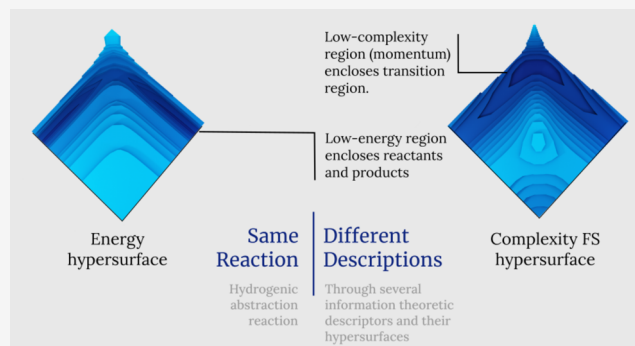 Low-complexity
region (momentum)
encloses transition
region.
Low-energy region
encloses reactants
and products
Energy
hypersurface
Same
Reaction
Hydrogenic
abstraction
reaction
Different
Descriptions
Through several
information theoretic
descriptors and their
hypersurfaces
Complexity FS
hypersurface